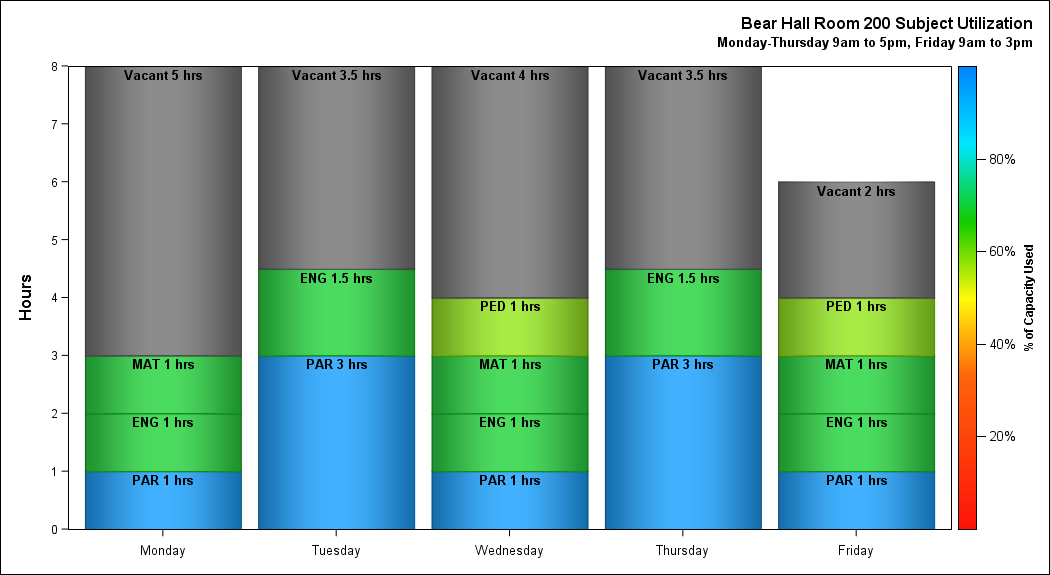 Bear Hall Room 200 Subject Utilization
Monday-Thursday 9am to 5pm, Friday 9am to 3pm
Hours
8
7
6
5
4
3
2
1
0
Vacant 5 hrs
MAT 1 hrs
ENG 1 hrs
PAR 1 hrs
Vacant 3.5 hrs
ENG 1.5 hrs
PAR 3 hrs
Vacant 4 hrs
PED 1 hrs
MAT 1 hrs
ENG 1 hrs
PAR 1 hrs
Vacant 3.5 hrs
ENG 1.5 hrs
PAR 3 hrs
Vacant 2 hrs
PED 1 hrs
MAT 1 hrs
ENG 1 hrs
PAR 1 hrs
Monday
Tuesday
Wednesday
Thursday
Friday
80%
60%
40%
20%
% of Capacity Used